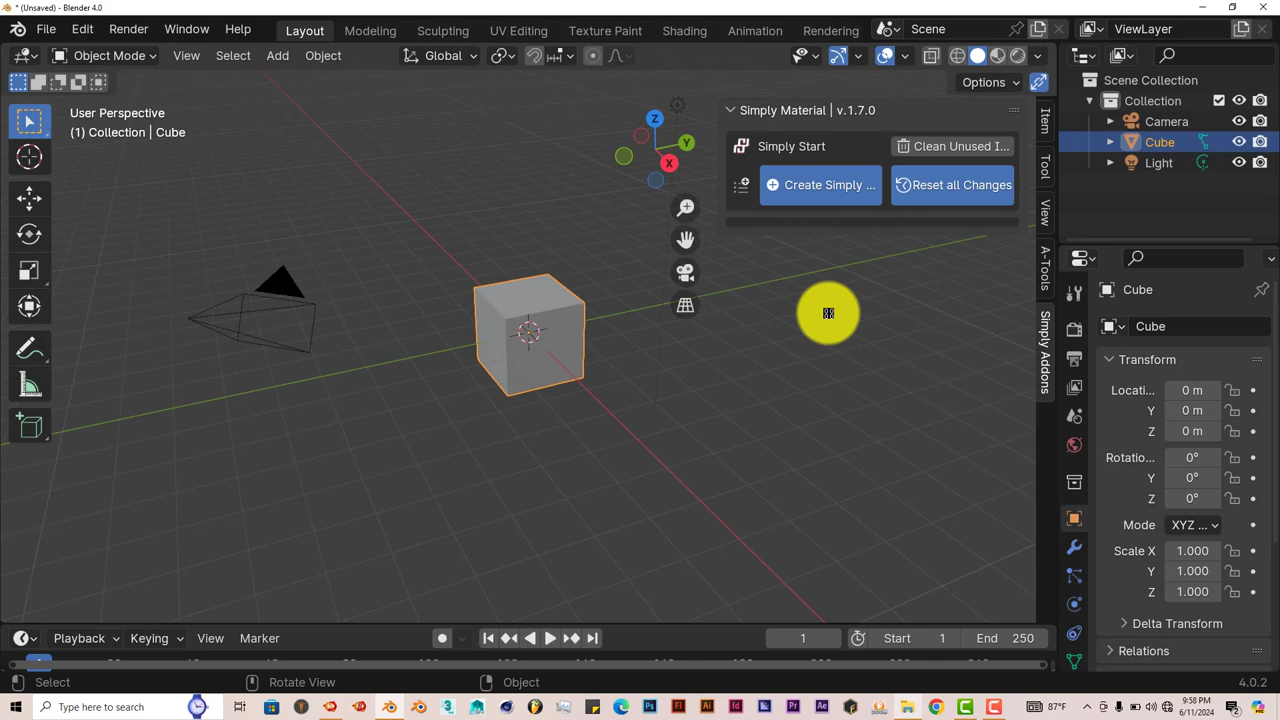 * (Unsaved) - Blender 4.0
File Edit Render Window Help Layout Modeling Sculpting UV Editing Texture Paint Shading Animation Rendering Scene ViewLayer
Object Mode View Select Add Object Global
Options
User Perspective
(1) Collection | Cube
Z
Y
X
Simply Material | v.1.7.0
Simply Start Clean Unused I...
Create Simply ... Reset all Changes
Item
Tool
View
A-Tools
Simply Addons
Scene Collection
Collection
Camera
Cube
Light
Cube
Cube
Transform
Locati... 0 m
Y 0 m
Z 0 m
Rotatio... 0°
Y 0°
Z 0°
Mode XYZ ...
Scale X 1.000
Y 1.000
Z 1.000
Delta Transform
Relations
Playback Keying View Marker 1 Start 1 End 250
Select Rotate View Object 4.0.2
Type here to search 87°F 9:58 PM
6/11/2024